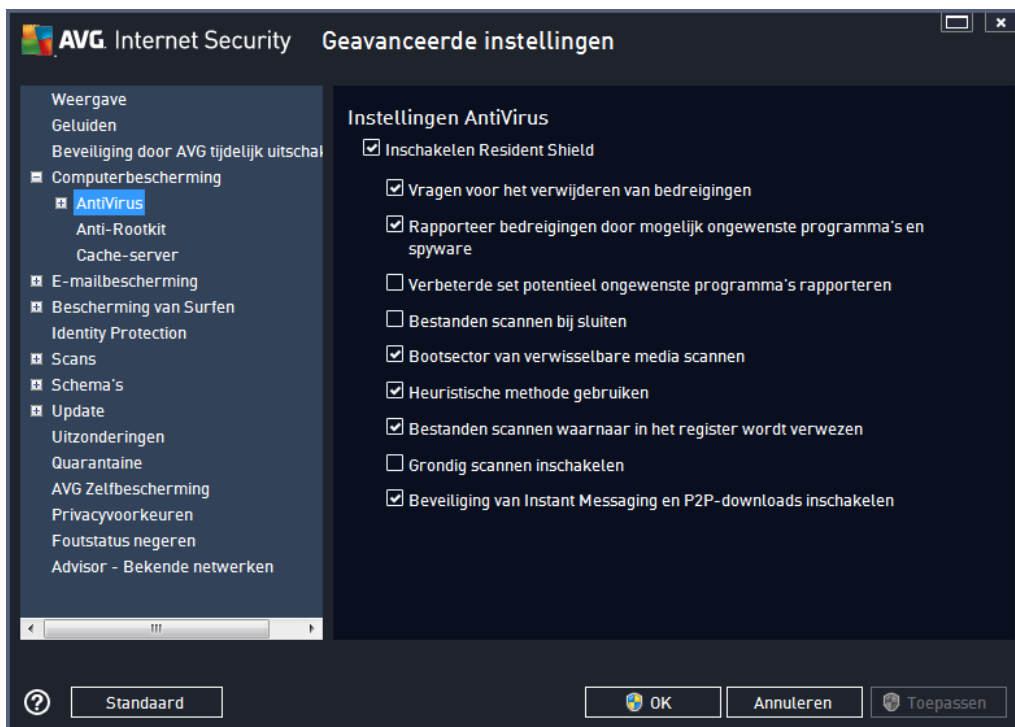 AVG. Internet Security Geavanceerde instellingen
Weergave
Geluiden
Beveiliging door AVG tijdelijk uitschal
Computerbescherming
AntiVirus
Anti-Rootkit
Cache-server
E-mailbescherming
Bescherming van Surfen
Identity Protection
Scans
Schema's
Update
Uitzonderingen
Quarantaine
AVG Zelfbescherming
Privacyvoorkeuren
Foutstatus negeren
Advisor - Bekende netwerken
Instellingen AntiVirus
Inschakelen Resident Shield
Vragen voor het verwijderen van bedreigingen
Rapporteer bedreigingen door mogelijk ongewenste programma's en
spyware
Verbeterde set potentieel ongewenste programma's rapporteren
Bestanden scannen bij sluiten
Bootsector van verwisselbare media scannen
Heuristische methode gebruiken
Bestanden scannen waarnaar in het register wordt verwezen
Grondig scannen inschakelen
Beveiliging van Instant Messaging en P2P-downloads inschakelen
? Standaard OK Annuleren Toepassen